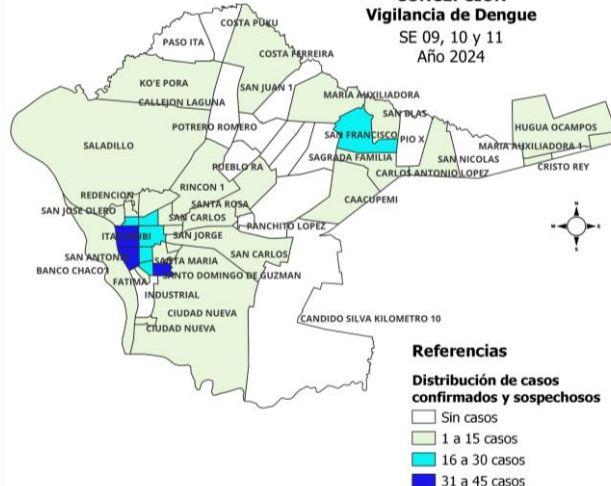 CONCEPCION
Vigilancia de Dengue
SE 09, 10 y 11
Año 2024
COSTA PUKU
PASO ITA
COSTA FERREIRA
KO'E PORA
SAN JUAN 1
MARIA AUXILIADORA
CALLEJON LAGUNA
SAN BLAS
POTRERO ROMERO
HUGUA OCAMPOS
SAN FRANCISCO
PIO X
SALADILLO
MARIA AUXILIADORA 1
SAGRADA FAMILIA
SAN NICOLAS
PUEBLO
CRISTO REY
CARLOS ANTONIO LOPEZ
RINCON 1
REDENCION
SANTA ROSA
CAACUPEMI
SAN JOSE OLERO
SAN CARLOS
PANCHITO LOPEZ
SAN JORGE
SAN ANTONIO
SANTA MARIA
SAN CARLOS
BANCO CHACO'I
SANTO DOMINGO DE GUZMAN
FATIMA
INDUSTRIAL
CIUDAD NUEVA
CANDIDO SILVA KILOMETRO 10
CIUDAD NUEVA
N
W
E
S
Referencias
Distribución de casos
confirmados y sospechosos
Sin casos
1 a 15 casos
16 a 30 casos
31 a 45 casos